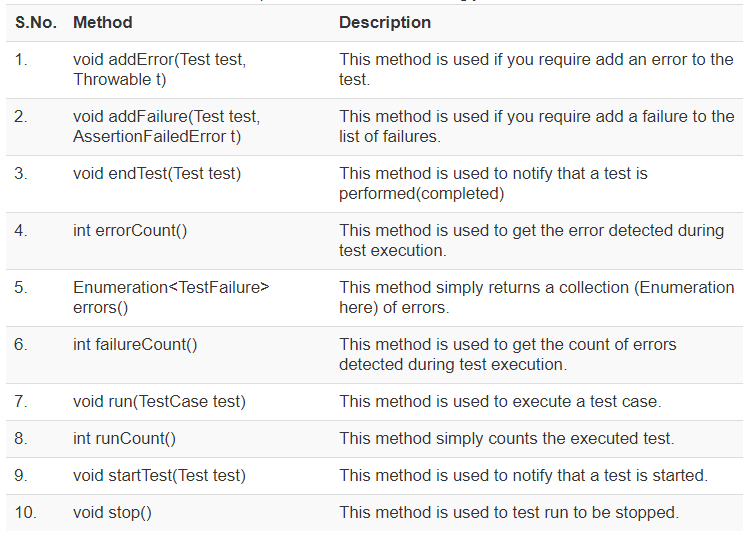 S.No. Method Description
1. void addError(Test test, This method is used if you require add an error to the
Throwable t) test.
2. void addFailure(Test test, This method is used if you require add a failure to the
AssertionFailedError t) list of failures.
3. void endTest(Test test) This method is used to notify that a test is
performed(completed)
4. int errorCount() This method is used to get the error detected during
test execution.
5. Enumeration<TestFailure> This method simply returns a collection (Enumeration
errors() here) of errors.
6. int failureCount() This method is used to get the count of errors
detected during test execution.
7. void run(TestCase test) This method is used to execute a test case.
8. int runCount() This method simply counts the executed test.
9. void startTest(Test test) This method is used to notify that a test is started.
10. void stop() This method is used to test run to be stopped.